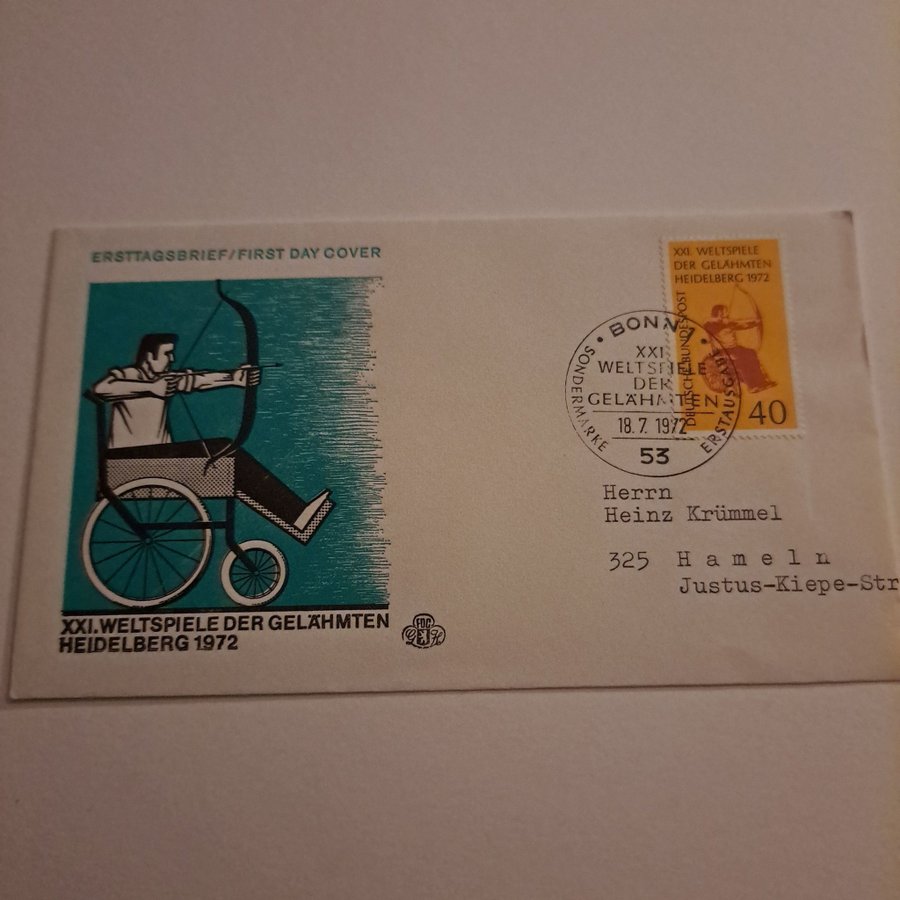 ERSTTAGSBRIEF/FIRST DAY COVER
XXI. WELTSPIELE
DER GELÄHMTEN
HEIDELBERG 1972
DEUTSCHE BUNDESPOST
40
BONN 1
XXI.
WELTSPIELE
DER
GELÄHMTEN
18.7.1972
53
SONDERMARKE
ERSTAUSGABE
Herrn
Heinz Krümmel
325 Hameln
Justus-Kiepe-Str
XXI. WELTSPIELE DER GELÄHMTEN
HEIDELBERG 1972
FDC